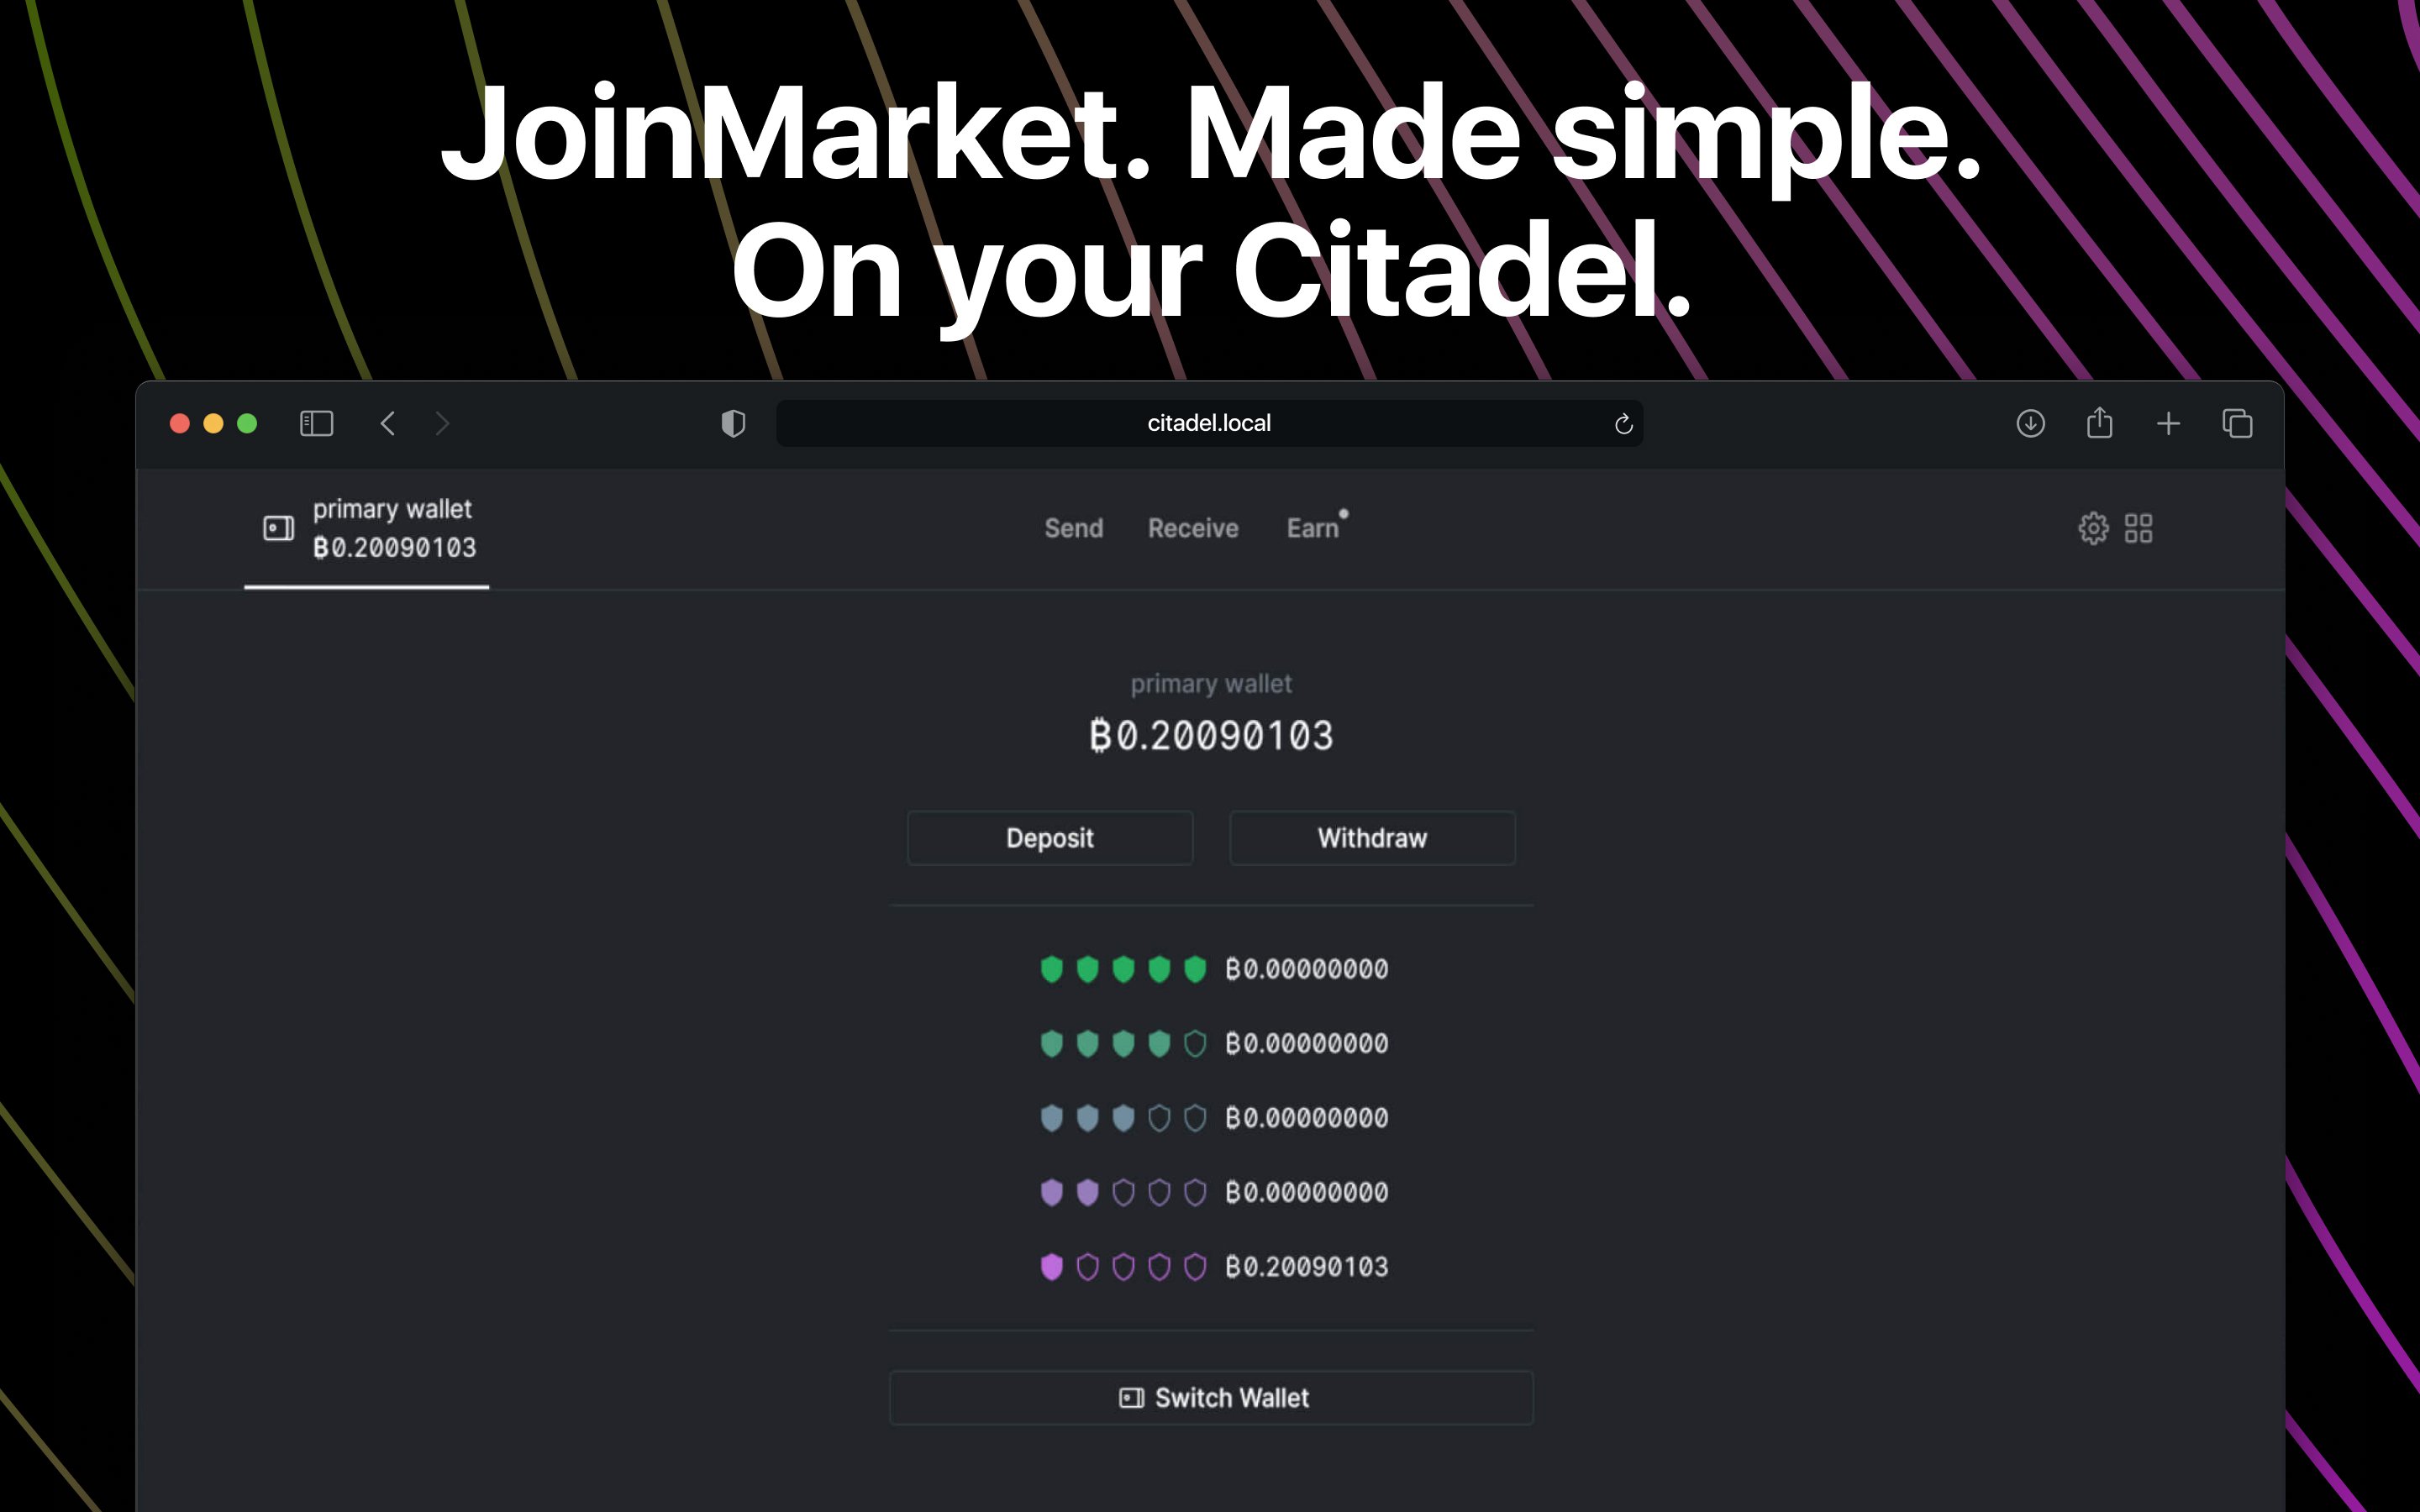 JoinMarket. Made simple.
On your Citadel.
citadel.local
primary wallet
₿0.20090103
Send Receive Earn
primary wallet
₿0.20090103
Deposit Withdraw
₿0.00000000
₿0.00000000
₿0.00000000
₿0.00000000
₿0.20090103
Switch Wallet